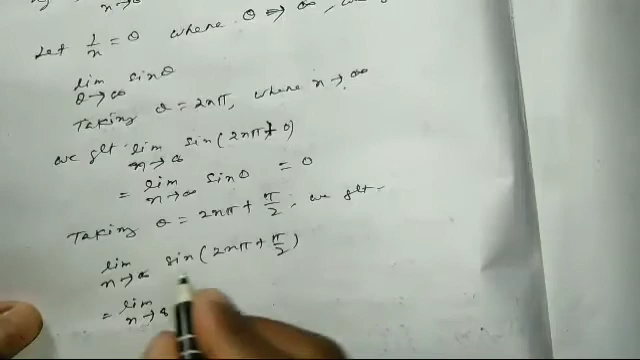 Let 1/x = θ where θ → ∞, we g
lim sinθ
θ→∞
Taking θ = 2nπ, where n→∞
we get lim sin(2nπ+0)
n→∞
= lim sin0 = 0
n→∞
Taking θ = 2nπ + π/2, we get-
lim sin(2nπ+π/2)
n→∞
= lim
n→∞